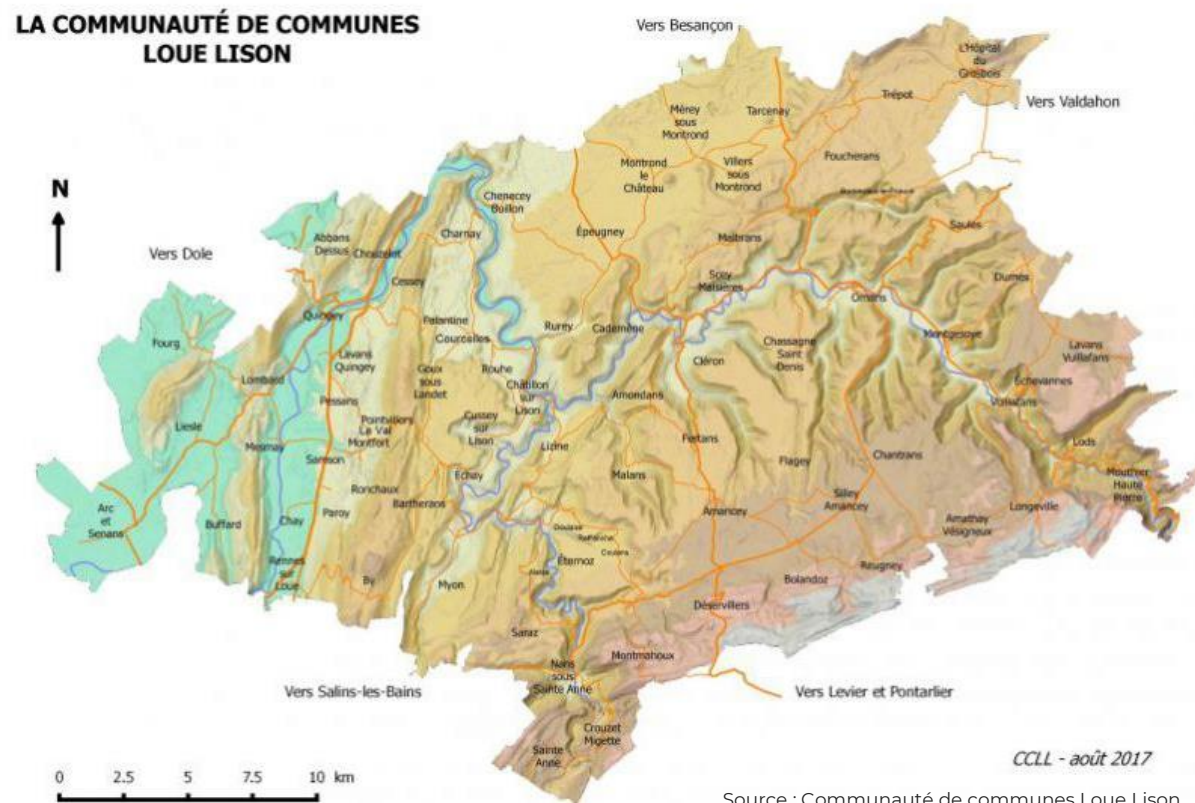 LA COMMUNAUTÉ DE COMMUNES
LOUE LISON
Vers Besançon
L'Hôpital
du
Grosbois
Vers Valdahon
Trépot
Mérey
sous
Montrond
Tarcenay
Foucherans
Montrond
le
Château
Villers
sous
Montrond
N
Chenecey
Buillon
Charnay
Épeugney
Malbrans
Saules
Abbans
Dessus
Chouzelot
Vers Dole
Cessey
Scey
Maisières
Durnes
Ornans
Quingey
Palantine
Courcelles
Rurey
Cademène
Montgesoye
Fourg
Lavans
Quingey
Goux
sous
Landet
Rouhe
Cléron
Chassagne
Saint
Denis
Lavans
Vuillafans
Lombard
Châtillon
sur
Lison
Amondans
Échevannes
Vuillafans
Pessans
Liesle
Pointvillers
Le Val
Montfort
Cussey
sur
Lison
Mesmay
Lizine
Fertans
Lods
Samson
Echay
Malans
Flagey
Chantrans
Mouthier
Haute
Pierre
Ronchaux
Bartherans
Arc
et
Senans
Buffard
Chay
Paroy
Amancey
Silley
Amancey
Longeville
Amathay
Vésigneux
Doulaize
Refranche
Coulans
Éternoz
Alaise
Rennes
sur
Loue
By
Myon
Bolandoz
Reugney
Déservillers
Saraz
Montmahoux
Nans
sous
Sainte Anne
Vers Salins-les-Bains
Vers Levier et Pontarlier
Crouzet
Migette
Sainte
Anne
CCLL - août 2017
0 2.5 5 7.5 10 km
Source : Communauté de communes Loue Lison